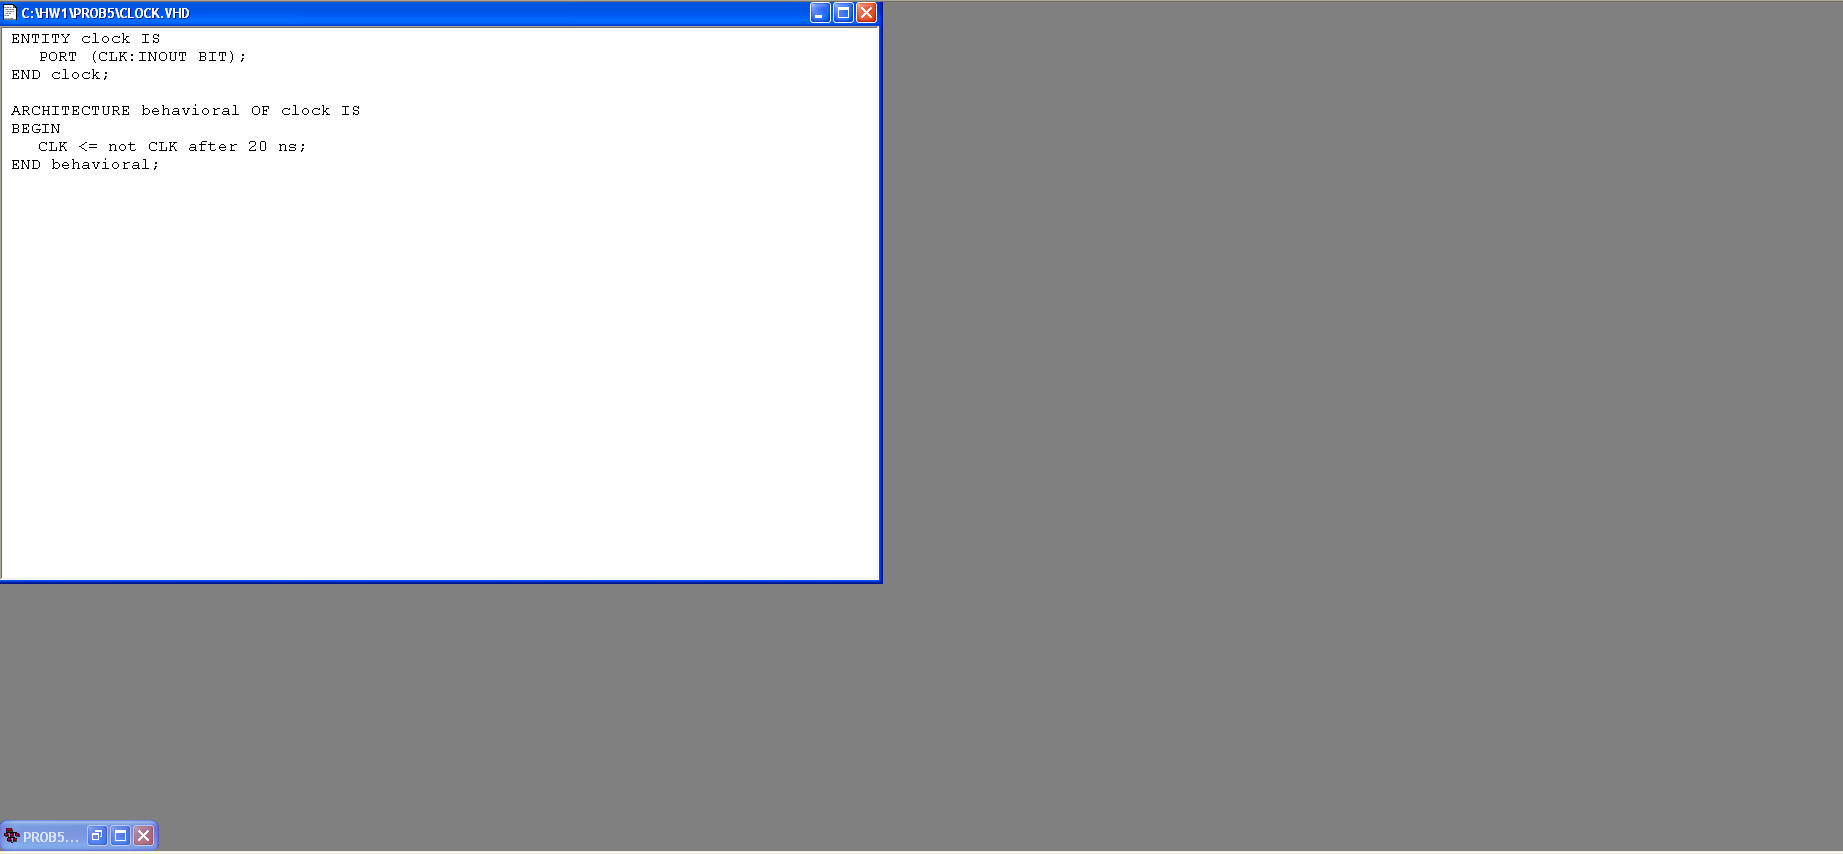 C:\HW1\PROB5\CLOCK.VHD
ENTITY clock IS
PORT (CLK:INOUT BIT);
END clock;
ARCHITECTURE behavioral OF clock IS
BEGIN
CLK <= not CLK after 20 ns;
END behavioral;
PROB5...